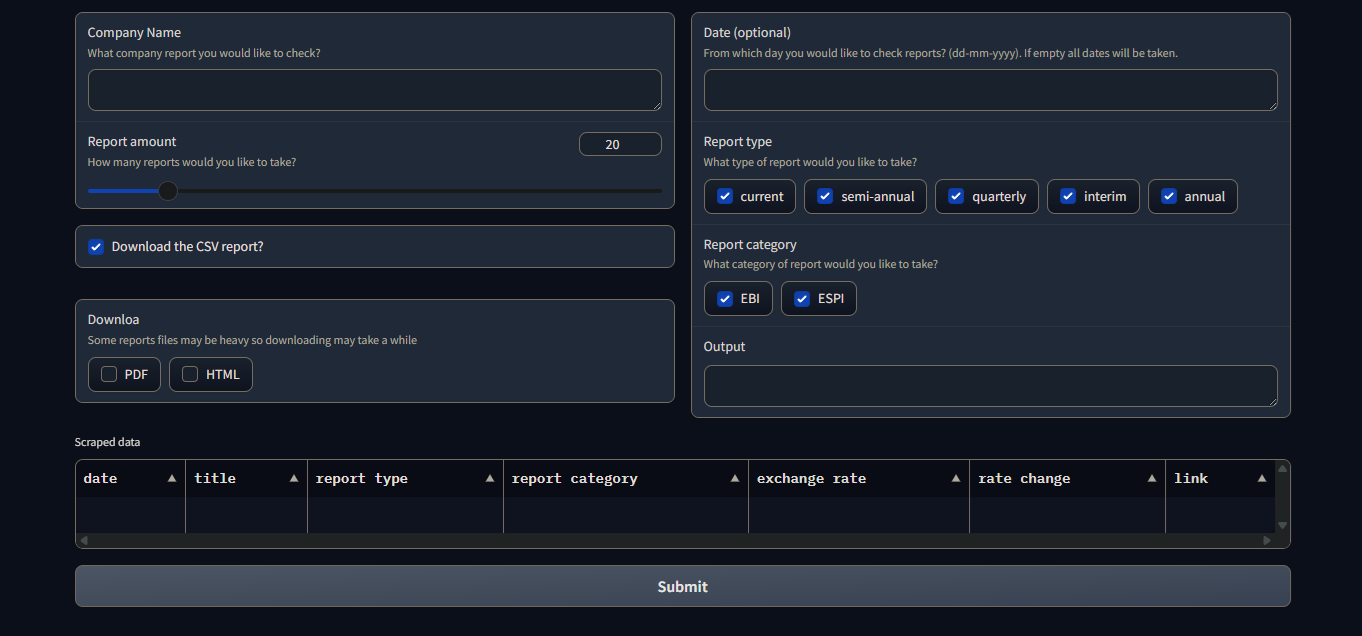 Company Name
What company report you would like to check?
Report amount
20
How many reports would you like to take?
Download the CSV report?
Downloa
Some reports files may be heavy so downloading may take a while
PDF HTML
Date (optional)
From which day you would like to check reports? (dd-mm-yyyy). If empty all dates will be taken.
Report type
What type of report would you like to take?
current semi-annual quarterly interim annual
Report category
What category of report would you like to take?
EBI ESPI
Output
Scraped data
date title report type report category exchange rate rate change link
Submit